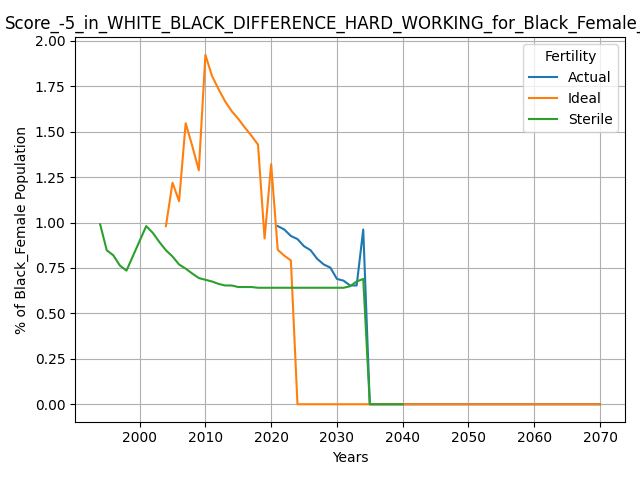 Score_-5_in_WHITE_BLACK_DIFFERENCE_HARD_WORKING_for_Black_Female_
2.00
1.75
1.50
1.25
1.00
0.75
0.50
0.25
0.00
% of Black_Female Population
Fertility
Actual
Ideal
Sterile
2000 2010 2020 2030 2040 2050 2060 2070
Years